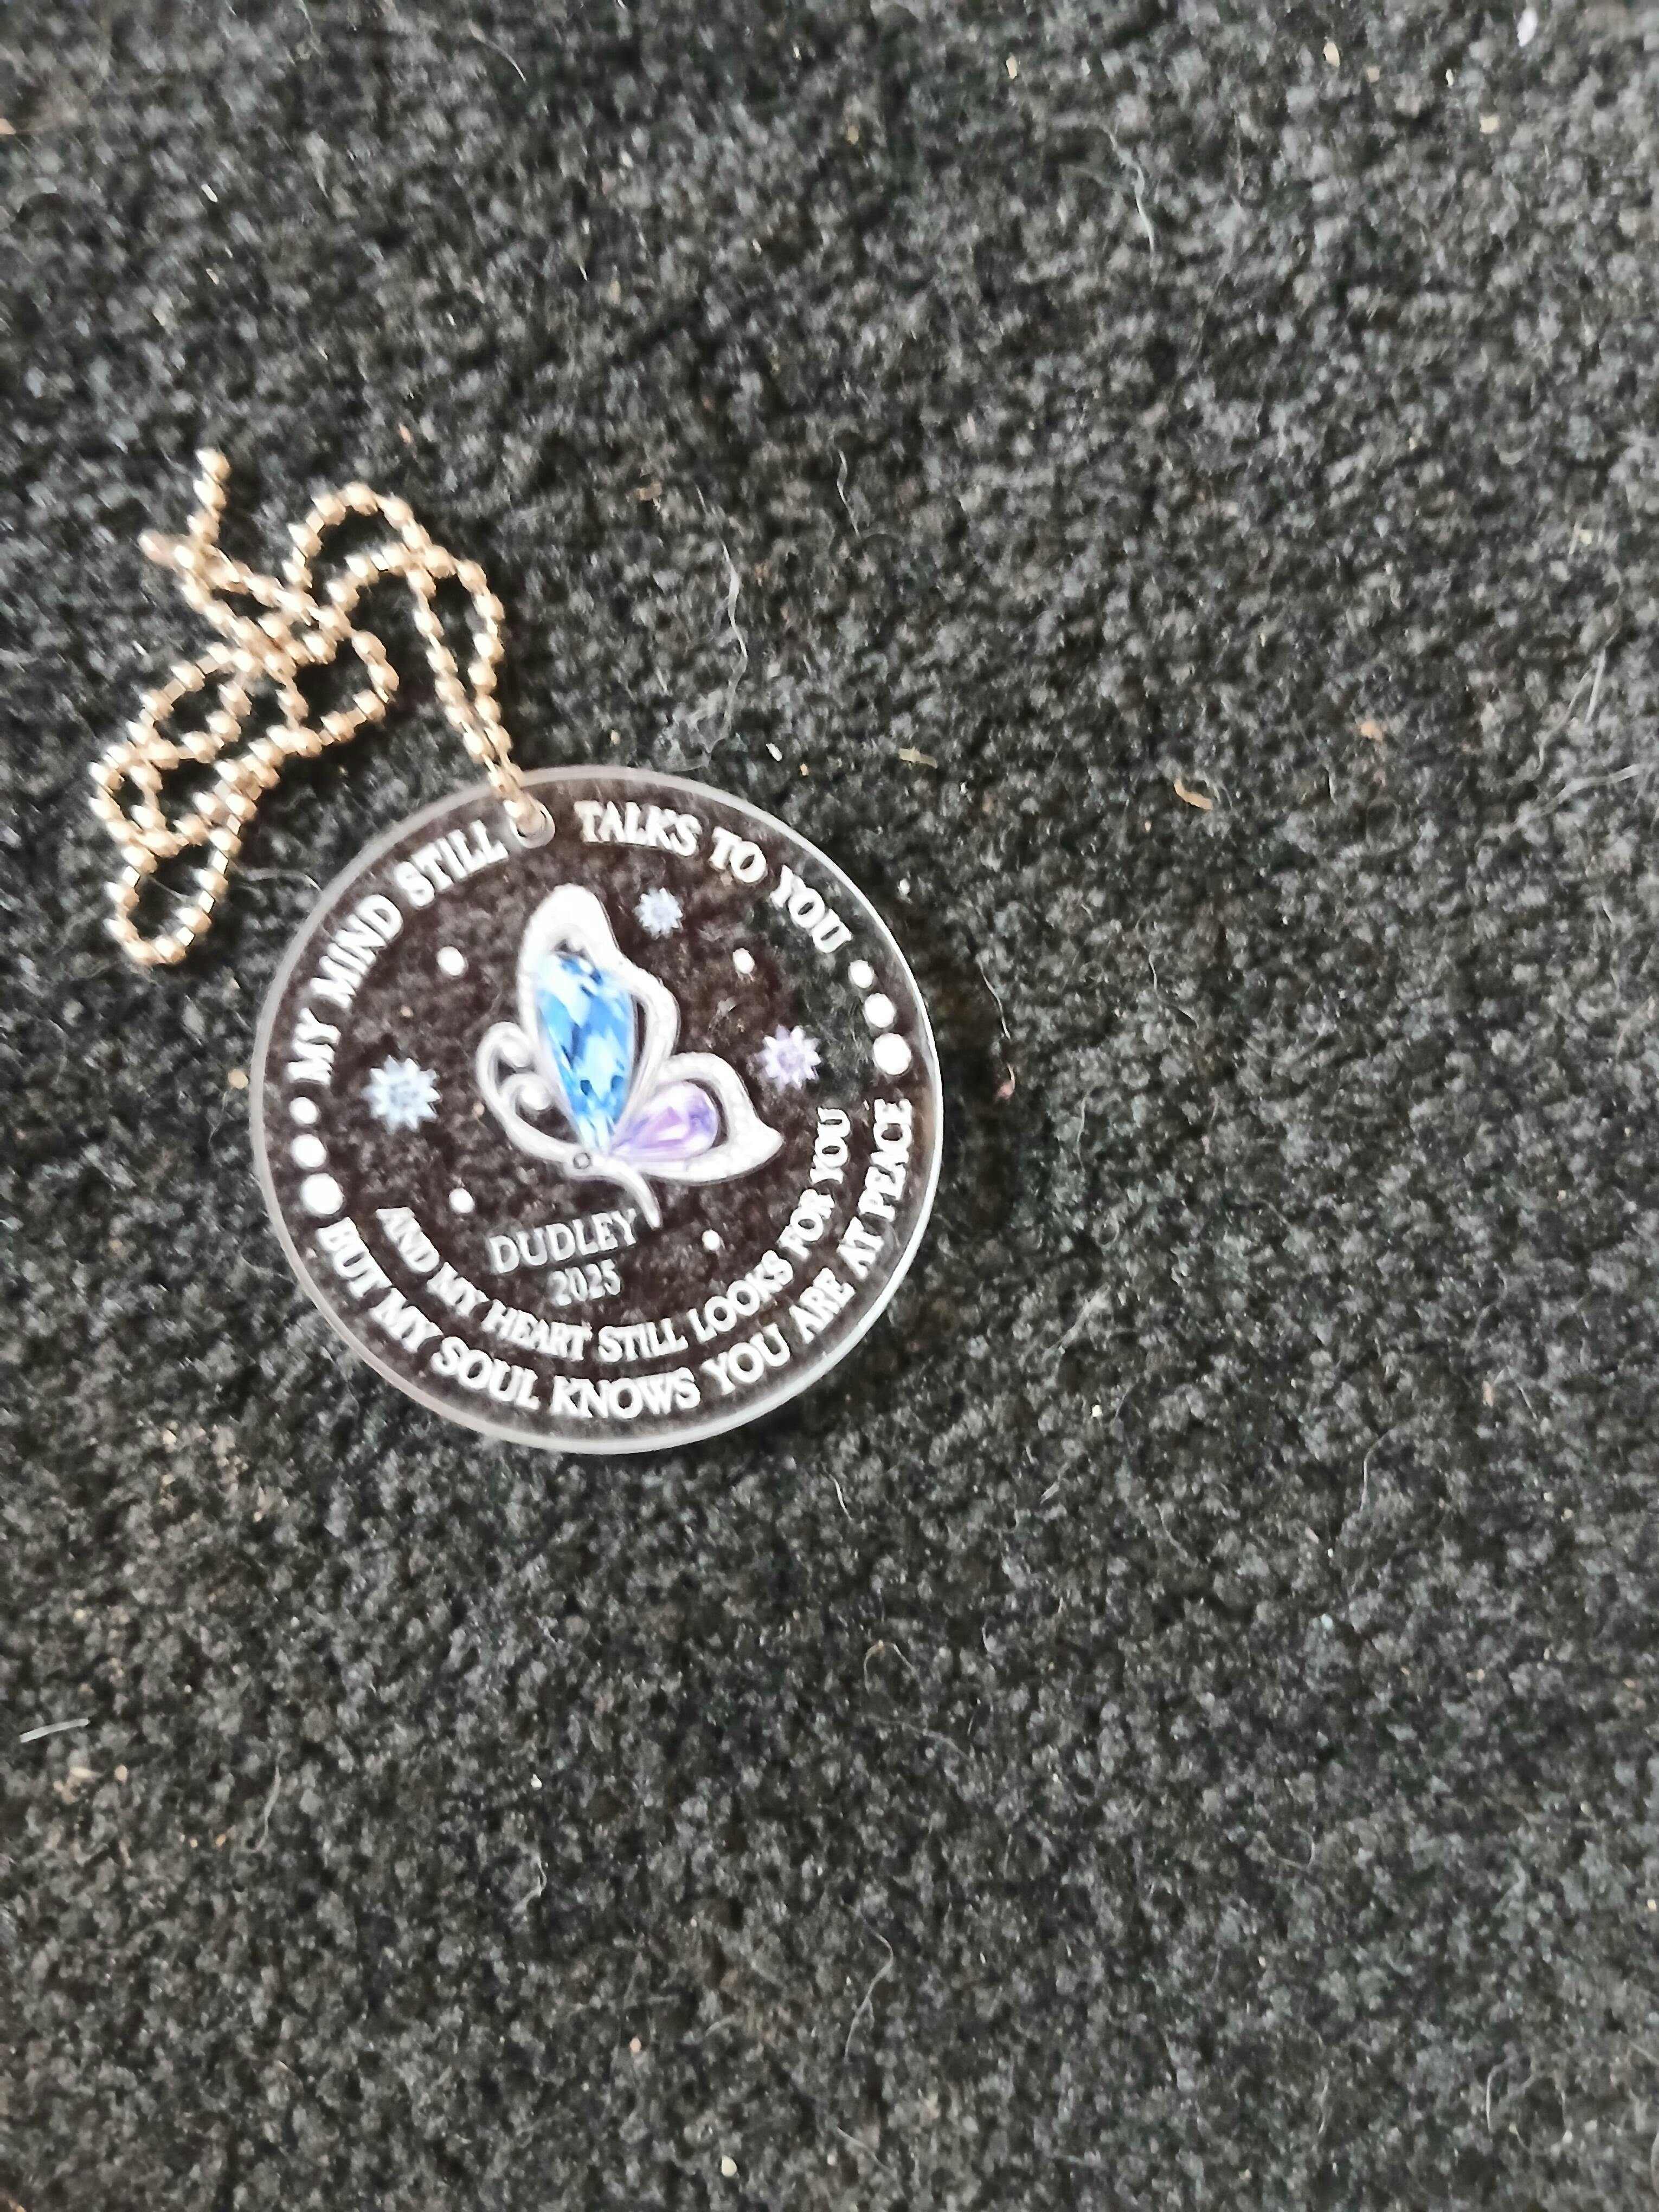 MY MIND STILL TALKS TO YOU
AND MY HEART STILL LOOKS FOR YOU
BUT MY SOUL KNOWS YOU ARE AT PEACE
DUDLEY
2025